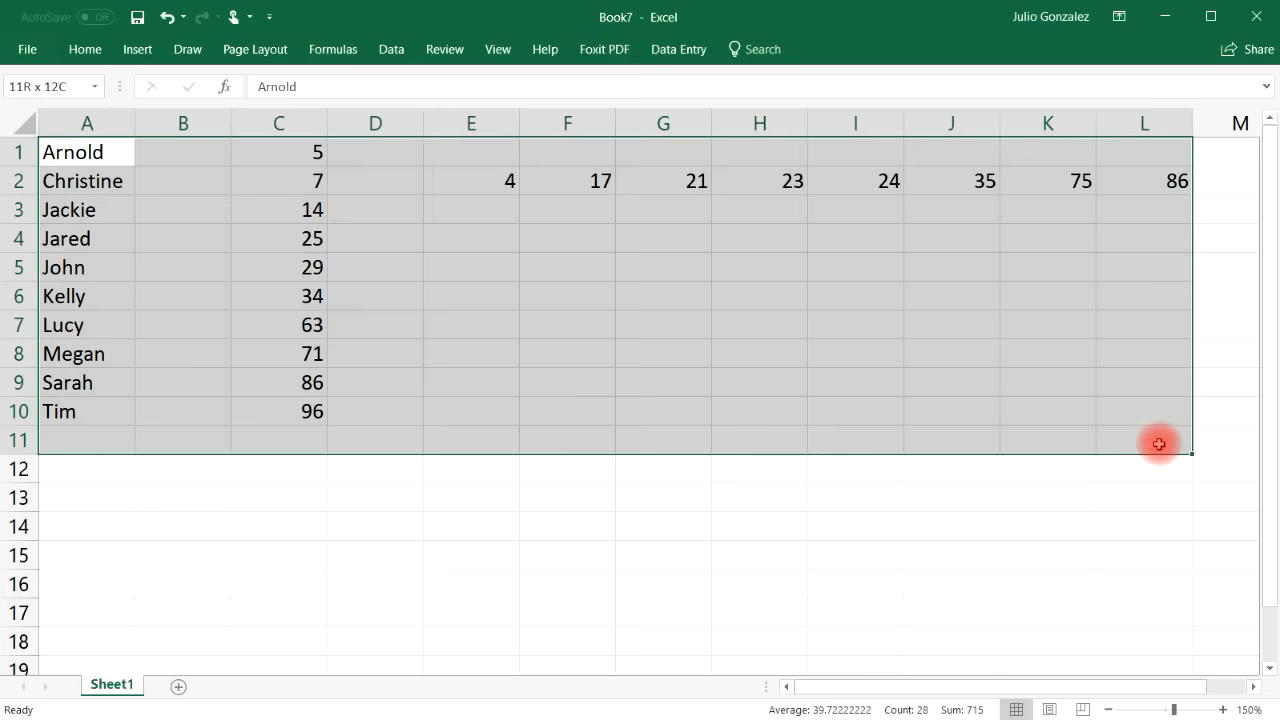 AutoSave Off Book7 - Excel Julio Gonzalez
File Home Insert Draw Page Layout Formulas Data Review View Help Foxit PDF Data Entry Search Share
11R x 12C fx Arnold
A B C D E F G H I J K L M
1 Arnold 5
2 Christine 7 4 17 21 23 24 35 75 86
3 Jackie 14
4 Jared 25
5 John 29
6 Kelly 34
7 Lucy 63
8 Megan 71
9 Sarah 86
10 Tim 96
11
12
13
14
15
16
17
18
19
Sheet1
Ready Average: 39.72222222 Count: 28 Sum: 715 150%